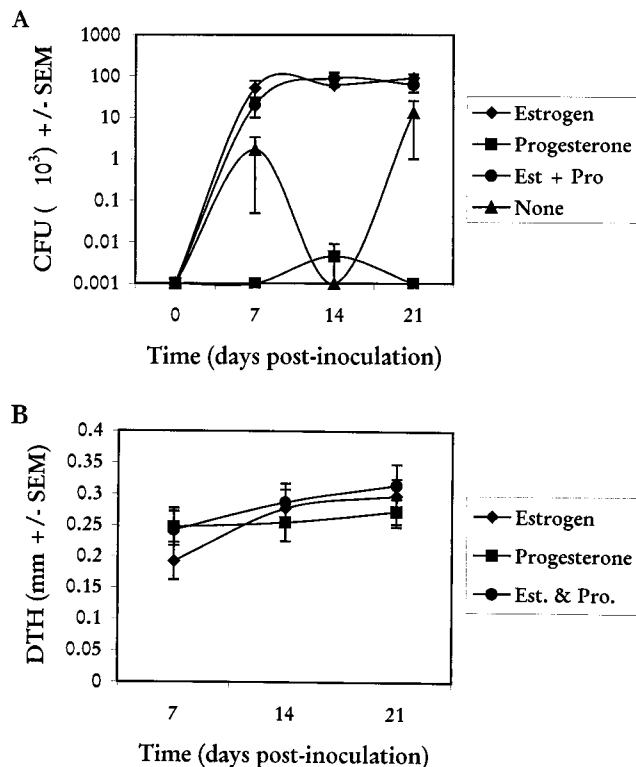 A
CFU ( 10³) +/- SEM
1000
100
10
1
0.1
0.01
0.001
0 7 14 21
Time (days post-inoculation)
Estrogen
Progesterone
Est + Pro
None
B
DTH (mm +/- SEM)
0.4
0.35
0.3
0.25
0.2
0.15
0.1
0.05
0
7 14 21
Time (days post-inoculation)
Estrogen
Progesterone
Est. & Pro.